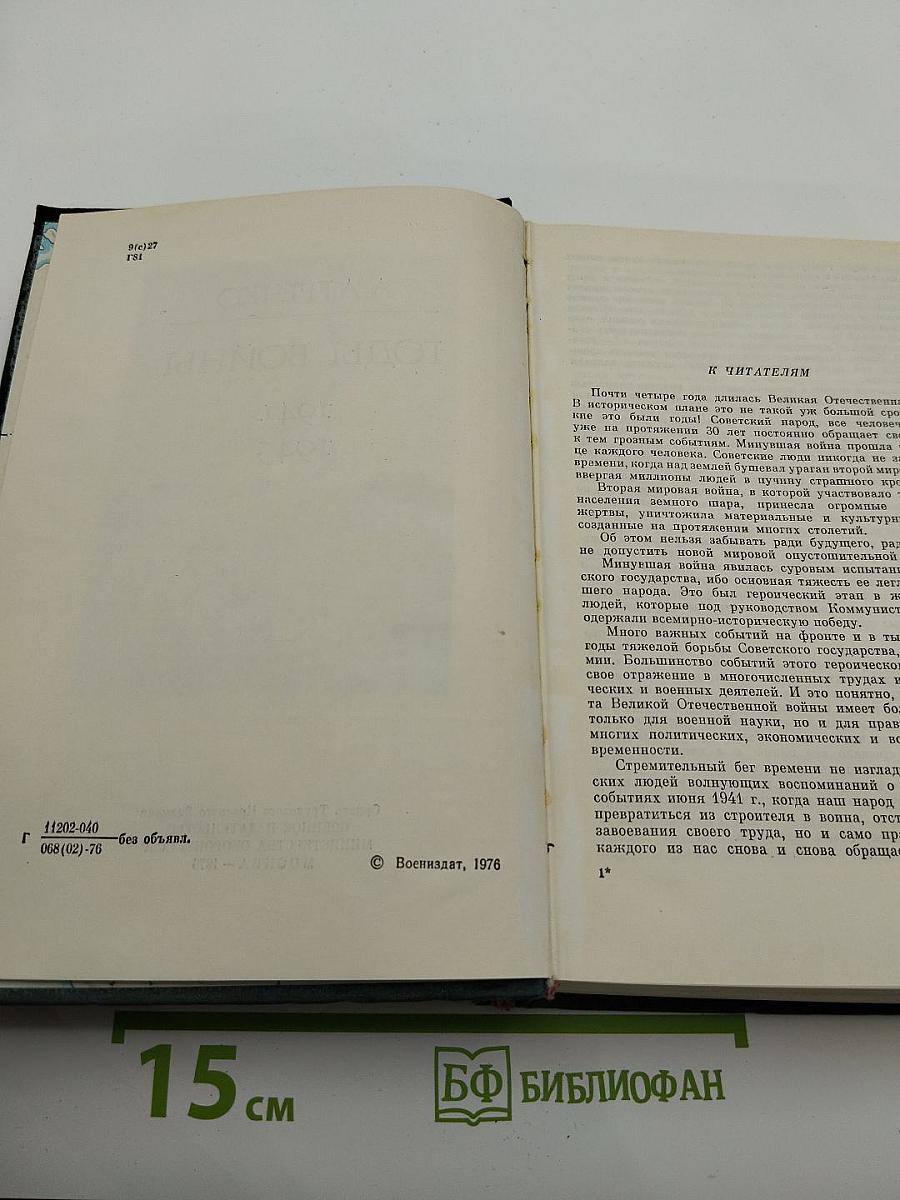 9(с)27
Г81
Г 11202-040
068(02)-76 без объявл.
© Воениздат, 1976
К ЧИТАТЕЛЯМ
Почти четыре года длилась Великая Отечественна
В историческом плане это не такой уж большой сро
кие это были годы! Советский народ, все человеч
уже на протяжении 30 лет постоянно обращает св
к тем грозным событиям. Минувшая война прошла
це каждого человека. Советские люди никогда не за
времени, когда над землей бушевал ураган второй мир
ввергая миллионы людей в пучину страшного кро
Вторая мировая война, в которой участвовало
населения земного шара, принесла огромные
жертвы, уничтожила материальные и культурн
созданные на протяжении многих столетий.
Об этом нельзя забывать ради будущего, рад
не допустить новой мировой опустошительной
Минувшая война явилась суровым испытани
ского государства, ибо основная тяжесть ее легл
шего народа. Это был героический этап в ж
людей, которые под руководством Коммунист
одержали всемирно-историческую победу.
Много важных событий на фронте и в ты
годы тяжелой борьбы Советского государства,
мии. Большинство событий этого героическо
свое отражение в многочисленных трудах и
ческих и военных деятелей. И это понятно,
та Великой Отечественной войны имеет бо
только для военной науки, но и для прав
многих политических, экономических и во
временности.
Стремительный бег времени не изглад
ских людей волнующих воспоминаний о
событиях июня 1941 г., когда наш народ
превратиться из строителя в воина, отст
завоевания своего труда, но и само пра
каждого из нас снова и снова обращае
1*
15 см
БФ БИБЛИОФАН